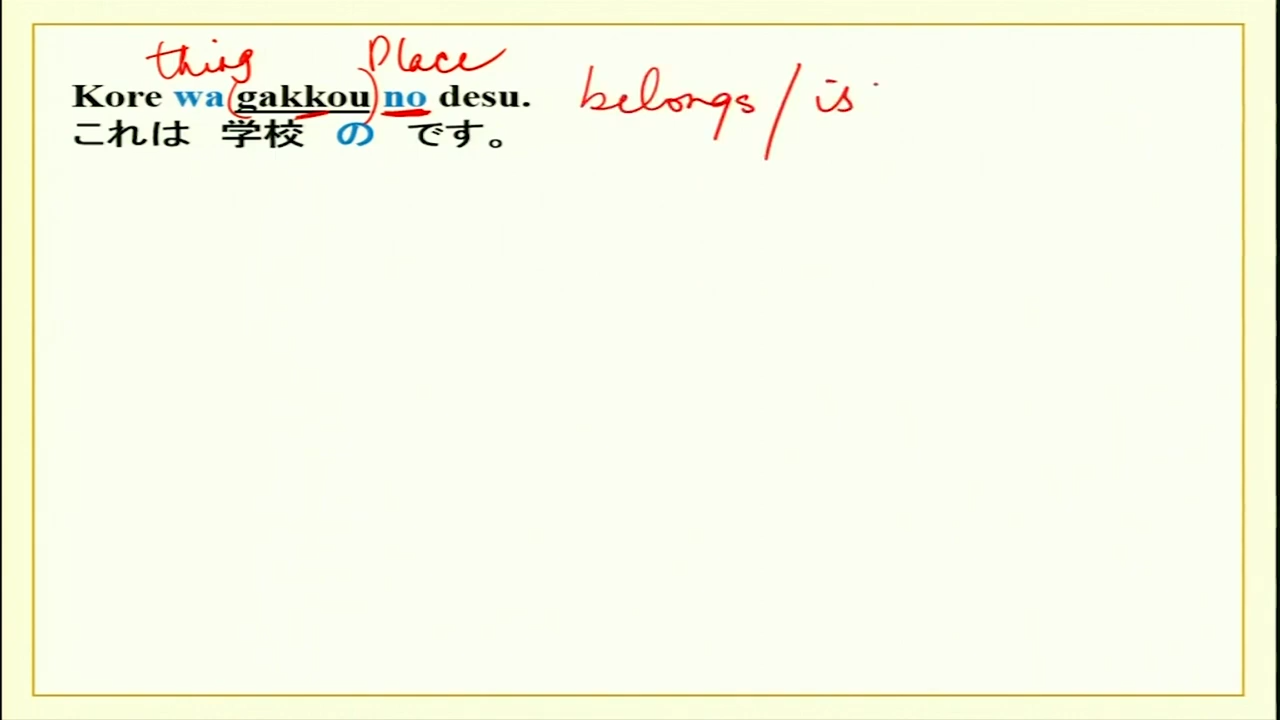 thing Place
Kore wa (gakkou) no desu. belongs / is
これは 学校 の です。